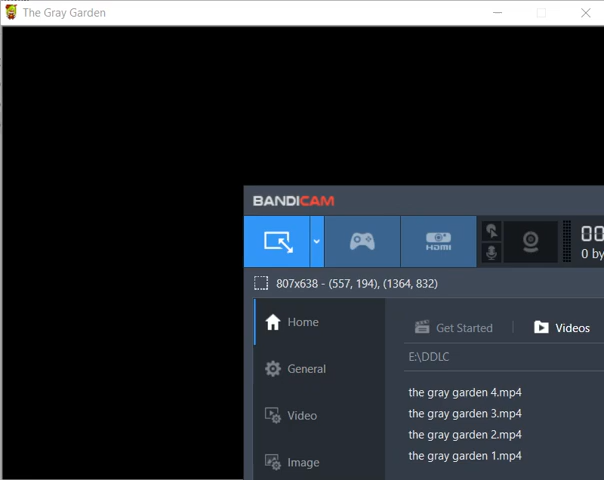 The Gray Garden
BANDICAM
HDMI
00
0 by
807x638 - (557, 194), (1364, 832)
Home
Get Started
Videos
E:\DDLC
General
the gray garden 4.mp4
the gray garden 3.mp4
Video
the gray garden 2.mp4
the gray garden 1.mp4
Image